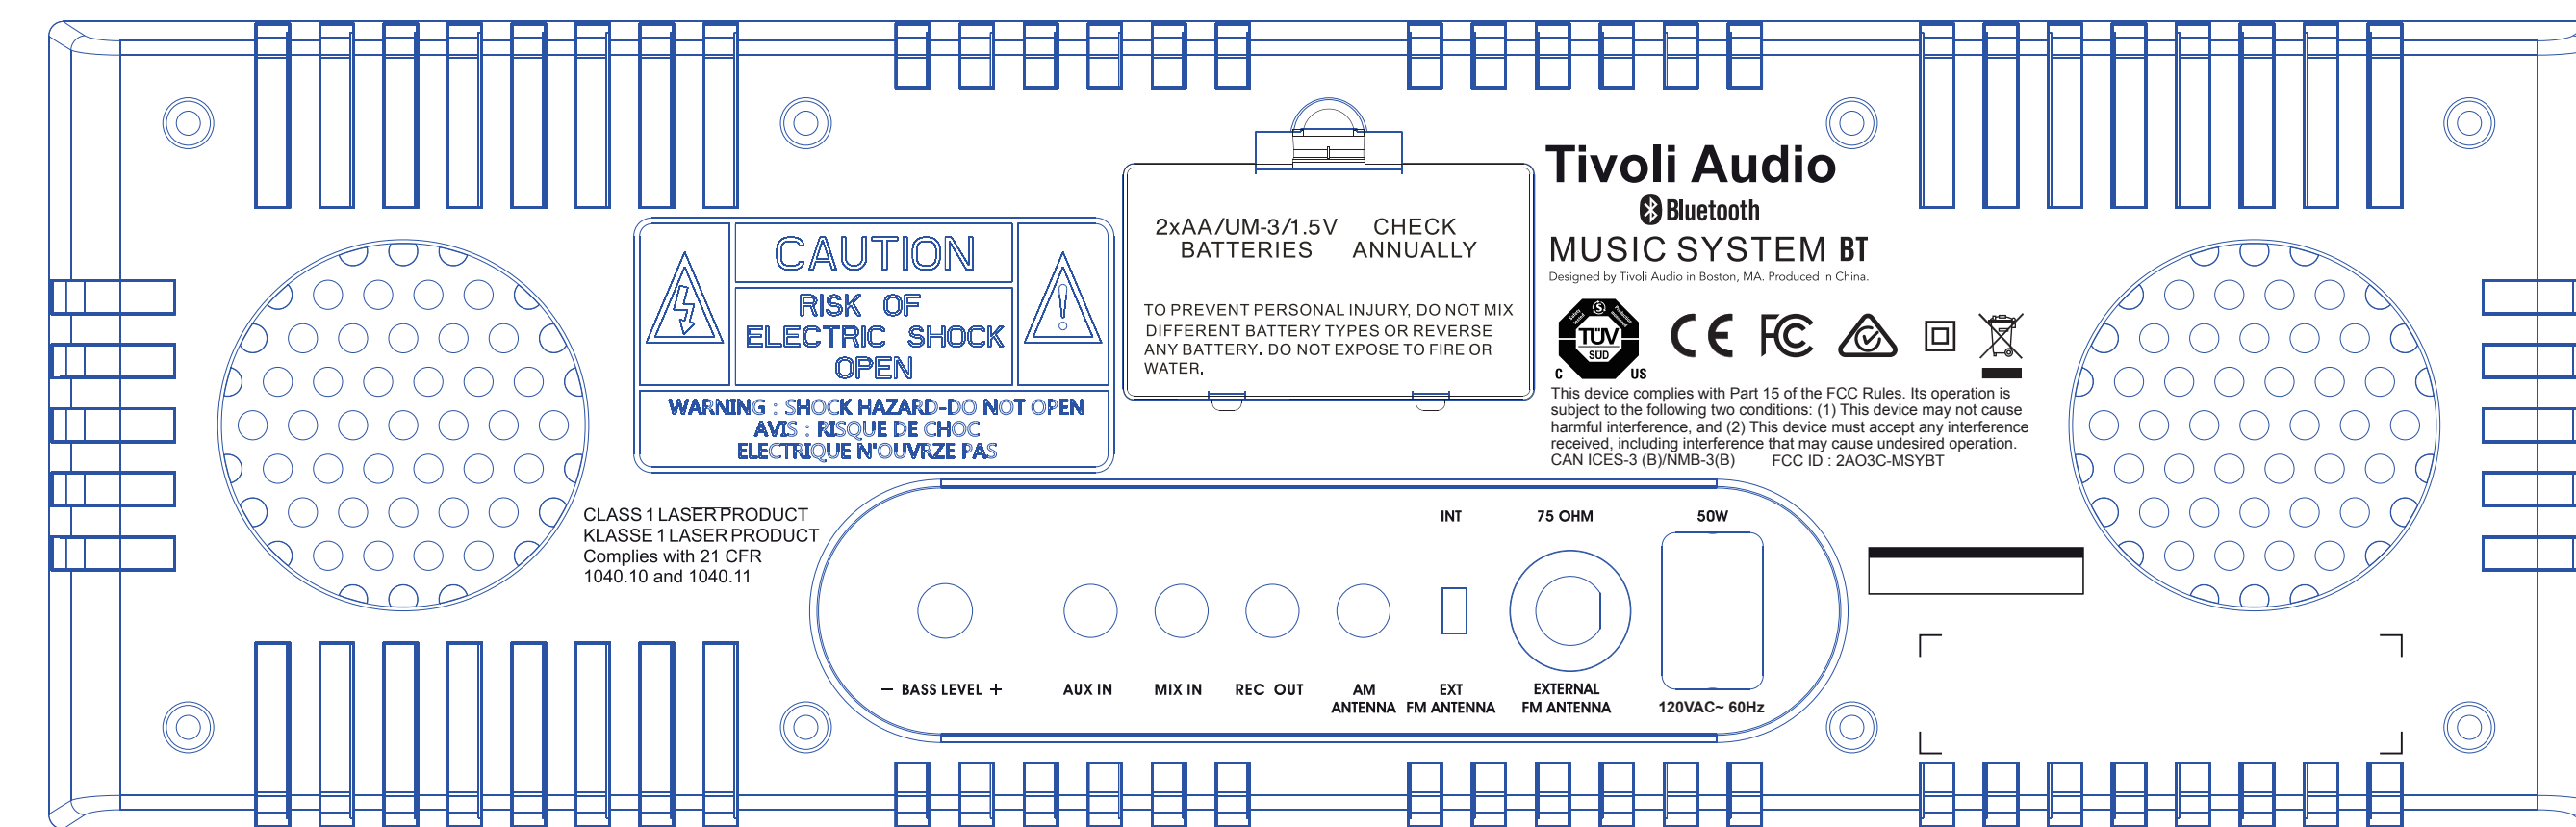 Tivoli Audio
Bluetooth
MUSIC SYSTEM BT
Designed by Tivoli Audio in Boston, MA. Produced in China.
2xAA/UM-3/1.5V CHECK
BATTERIES ANNUALLY
TO PREVENT PERSONAL INJURY, DO NOT MIX
DIFFERENT BATTERY TYPES OR REVERSE
ANY BATTERY. DO NOT EXPOSE TO FIRE OR
WATER.
CAUTION
RISK OF
ELECTRIC SHOCK
OPEN
WARNING : SHOCK HAZARD-DO NOT OPEN
AVIS : RISQUE DE CHOC
ELECTRIQUE N'OUVRZE PAS
TÜV
SÜD
C US
CE FC
This device complies with Part 15 of the FCC Rules. Its operation is
subject to the following two conditions: (1) This device may not cause
harmful interference, and (2) This device must accept any interference
received, including interference that may cause undesired operation.
CAN ICES-3 (B)/NMB-3(B) FCC ID : 2AO3C-MSYBT
CLASS 1 LASER PRODUCT
KLASSE 1 LASER PRODUCT
Complies with 21 CFR
1040.10 and 1040.11
INT 75 OHM 50W
– BASS LEVEL +
AUX IN
MIX IN
REC OUT
AM
ANTENNA
EXT
FM ANTENNA
EXTERNAL
FM ANTENNA
120VAC~ 60Hz